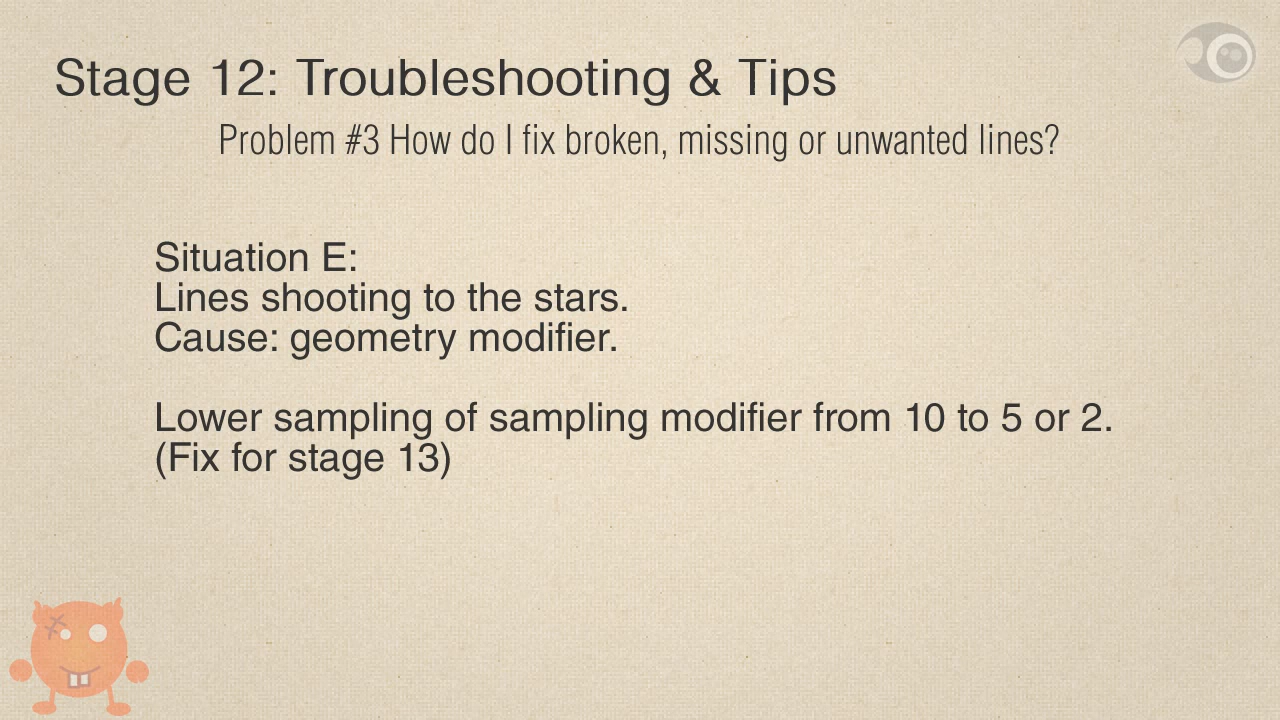 Stage 12: Troubleshooting & Tips
Problem #3 How do I fix broken, missing or unwanted lines?
Situation E:
Lines shooting to the stars.
Cause: geometry modifier.
Lower sampling of sampling modifier from 10 to 5 or 2.
(Fix for stage 13)